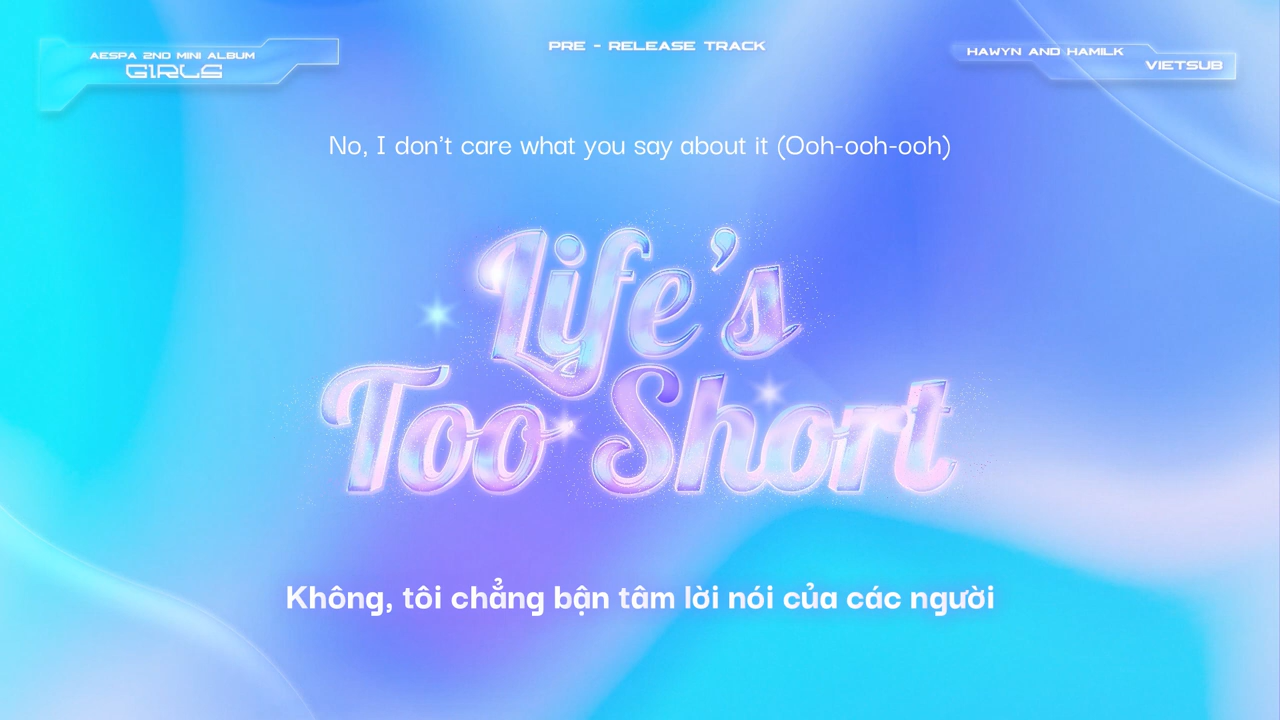 AESPA 2ND MINI ALBUM
GIRLS
PRE - RELEASE TRACK
HAWYN AND HAMILK
VIETSUB
No, I don't care what you say about it (Ooh-ooh-ooh)
Life's
Too Short
Không, tôi chẳng bận tâm lời nói của các người